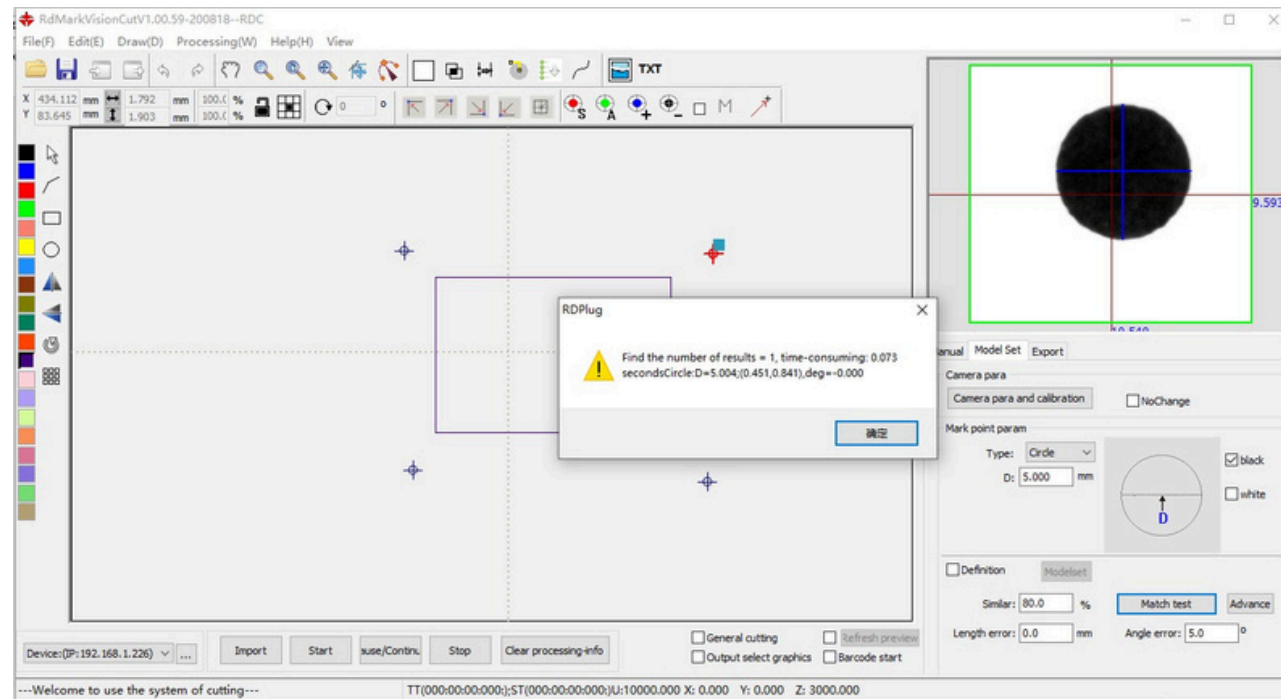 RdMarkVisionCutV1.00.59-200818--RDC
File(F) Edit(E) Draw(D) Processing(W) Help(H) View
TXT
X 434.112 mm 1.792 mm 100.( %
Y 83.645 mm 1.903 mm 100.( %
0 °
S A M
9.593
10.540
RDPlug
Find the number of results = 1, time-consuming: 0.073
secondsCircle:D=5.004;(0.451,0.841),deg=-0.000
确定
anual Model Set Export
Camera para
Camera para and calibration NoChange
Mark point param
Type: Circle
D: 5.000 mm
black
white
D
Definition Modelset
Similar: 80.0 % Match test Advance
Length error: 0.0 mm Angle error: 5.0 °
Device:(IP:192.168.1.226) ... Import Start ause/Continu Stop Clear processing-info
General cutting Refresh preview
Output select graphics Barcode start
---Welcome to use the system of cutting--- TT(000:00:00:000:);ST(000:00:00:000:)U:10000.000 X: 0.000 Y: 0.000 Z: 3000.000